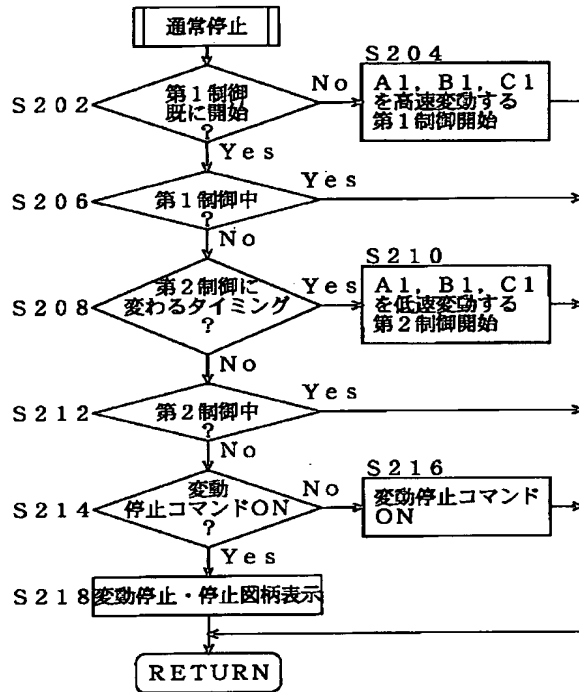 通常停止
S202
第1制御
既に開始
?
No
Yes
S204
A1, B1, C1
を高速変動する
第1制御開始
S206
第1制御中
?
Yes
No
S208
第2制御に
変わるタイミング
?
Yes
No
S210
A1, B1, C1
を低速変動する
第2制御開始
S212
第2制御中
?
Yes
No
S214
変動
停止コマンドON
?
No
Yes
S216
変動停止コマンド
ON
S218
変動停止・停止図柄表示
RETURN